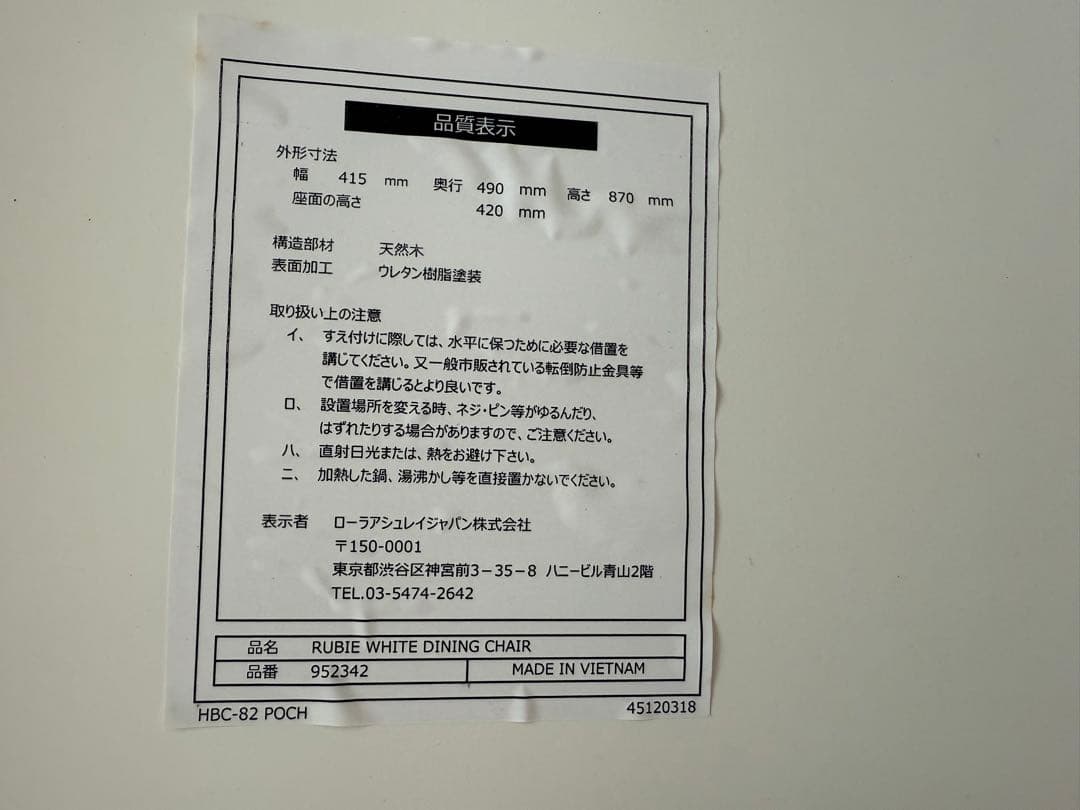 品質表示
外形寸法
幅 415 mm 奥行 490 mm 高さ 870 mm
座面の高さ 420 mm
構造部材 天然木
表面加工 ウレタン樹脂塗装
取り扱い上の注意
イ、 すえ付けに際しては、水平に保つために必要な借置を
講じてください。又一般市販されている転倒防止金具等
で借置を講じるとより良いです。
ロ、 設置場所を変える時、ネジ・ピン等がゆるんだり、
はずれたりする場合がありますので、ご注意ください。
ハ、 直射日光または、熱をお避け下さい。
ニ、 加熱した鍋、湯沸かし等を直接置かないでください。
表示者 ローラアシュレイジャパン株式会社
〒150-0001
東京都渋谷区神宮前3－35－8 ハニービル青山2階
TEL.03-5474-2642
品名 RUBIE WHITE DINING CHAIR
品番 952342 MADE IN VIETNAM
HBC-82 POCH 45120318